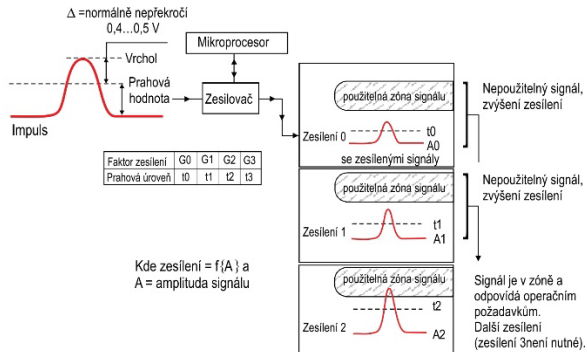 Δ =normálně nepřekročí
0,4…0,5 V
Vrchol
Prahová
hodnota
Impuls
Mikroprocesor
Zesilovač
Faktor zesílení G0 G1 G2 G3
Prahová úroveň t0 t1 t2 t3
Kde zesílení = f{A} a
A = amplituda signálu
použitelná zóna signálu
t0
Zesílení 0 A0
se zesílenými signály
Nepoužitelný signál,
zvýšení zesílení
použitelná zóna signálu
t1
Zesílení 1 A1
Nepoužitelný signál,
zvýšení zesílení
použitelná zóna signálu
t2
Zesílení 2 A2
Signál je v zóně a
odpovídá operačním
požadavkům.
Další zesílení
(zesílení 3není nutné).